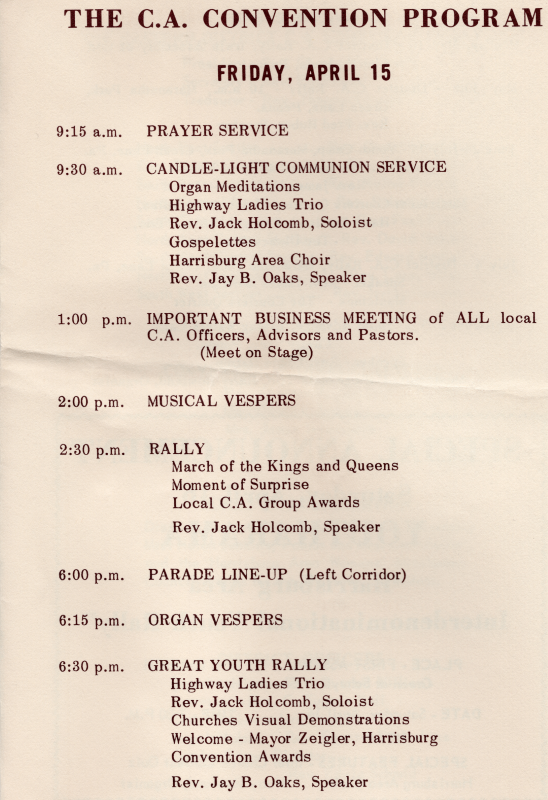 THE C.A. CONVENTION PROGRAM
FRIDAY, APRIL 15
9:15 a.m. PRAYER SERVICE
9:30 a.m. CANDLE-LIGHT COMMUNION SERVICE
Organ Meditations
Highway Ladies Trio
Rev. Jack Holcomb, Soloist
Gospelettes
Harrisburg Area Choir
Rev. Jay B. Oaks, Speaker
1:00 p.m. IMPORTANT BUSINESS MEETING of ALL local
C.A. Officers, Advisors and Pastors.
(Meet on Stage)
2:00 p.m. MUSICAL VESPERS
2:30 p.m. RALLY
March of the Kings and Queens
Moment of Surprise
Local C.A. Group Awards
Rev. Jack Holcomb, Speaker
6:00 p.m. PARADE LINE-UP (Left Corridor)
6:15 p.m. ORGAN VESPERS
6:30 p.m. GREAT YOUTH RALLY
Highway Ladies Trio
Rev. Jack Holcomb, Soloist
Churches Visual Demonstrations
Welcome - Mayor Zeigler, Harrisburg
Convention Awards
Rev. Jay B. Oaks, Speaker